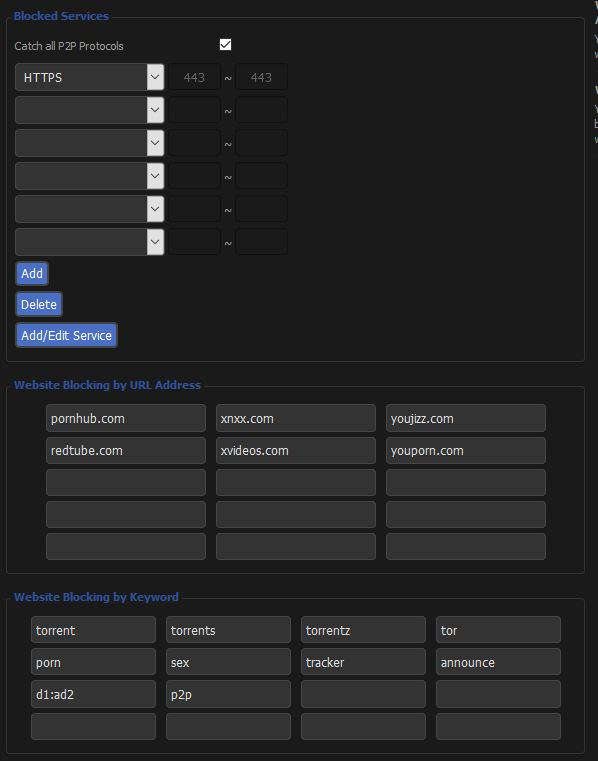 Blocked Services
Catch all P2P Protocols
HTTPS 443 ~ 443
~
~
~
~
~
Add
Delete
Add/Edit Service
Website Blocking by URL Address
pornhub.com xnxx.com youjizz.com
redtube.com xvideos.com youporn.com
Website Blocking by Keyword
torrent torrents torrentz tor
porn sex tracker announce
d1:ad2 p2p